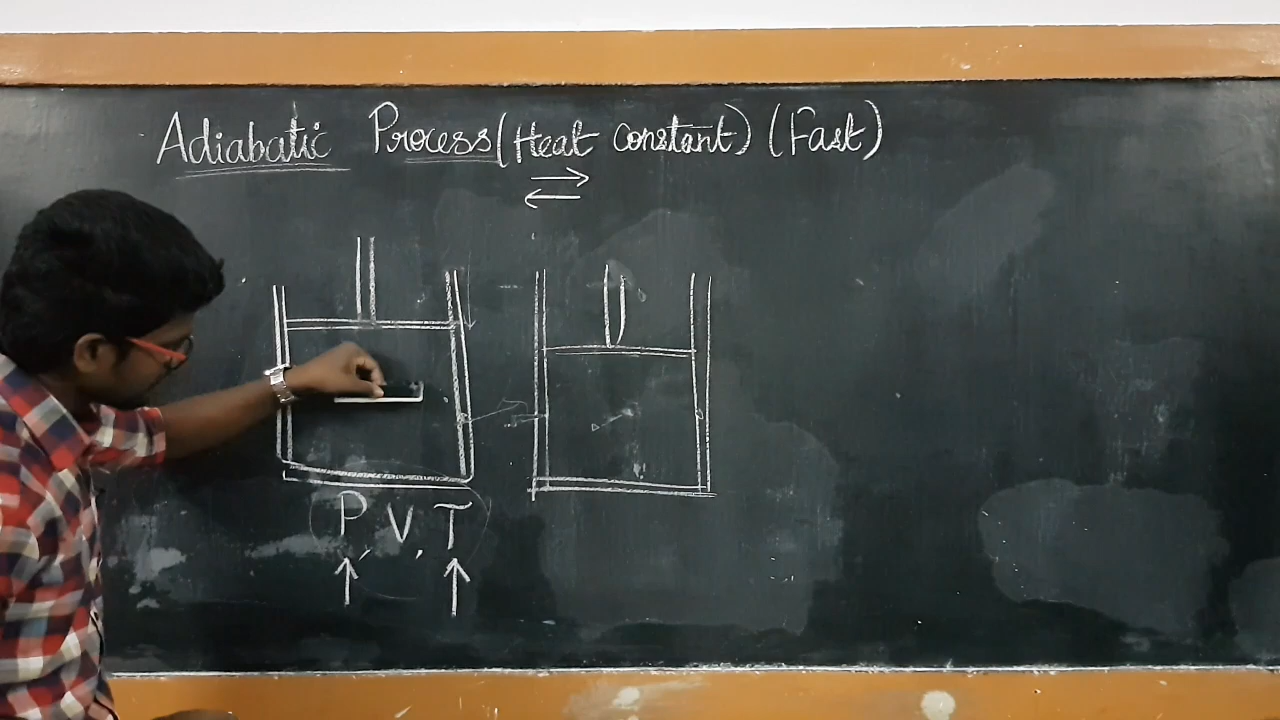 Adiabatic Process (Heat constant) (Fast)
P, V, T